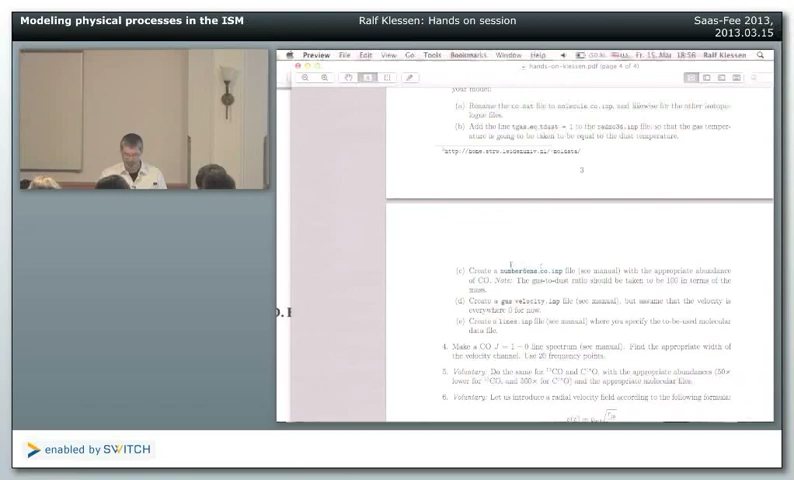 Modeling physical processes in the ISM
Ralf Klessen: Hands on session
Saas-Fee 2013,
2013.03.15
Preview File Edit View Go Tools Bookmarks Window Help
Fr. 15. Mär 18:56 Ralf Klessen
hands-on-klessen.pdf (page 4 of 4)
your model:
(a) Rename the co.dat file to molecule_co.inp, and likewise for the other isotopo-
logue files.
(b) Add the line tgas_eq_tdust = 1 to the radmc3d.inp file, so that the gas temper-
ature is going to be taken to be equal to the dust temperature.
3
(c) Create a numberdens_co.inp file (see manual) with the appropriate abundance
of CO. Note: The gas-to-dust ratio should be taken to be 100 in terms of the
mass.
(d) Create a gas_velocity.inp file (see manual), but assume that the velocity is
everywhere 0 for now.
(e) Create a lines.inp file (see manual) where you specify the to-be-used molecular
data file.
4. Make a CO J = 1 − 0 line spectrum (see manual). Find the appropriate width of
the velocity channel. Use 20 frequency points.
5. Voluntary: Do the same for ¹³CO and C¹⁸O, with the appropriate abundances (50×
lower for ¹³CO, and 500× for C¹⁸O) and the appropriate molecular files.
6. Voluntary: Let us introduce a radial velocity field according to the following formula:
enabled by SWITCH